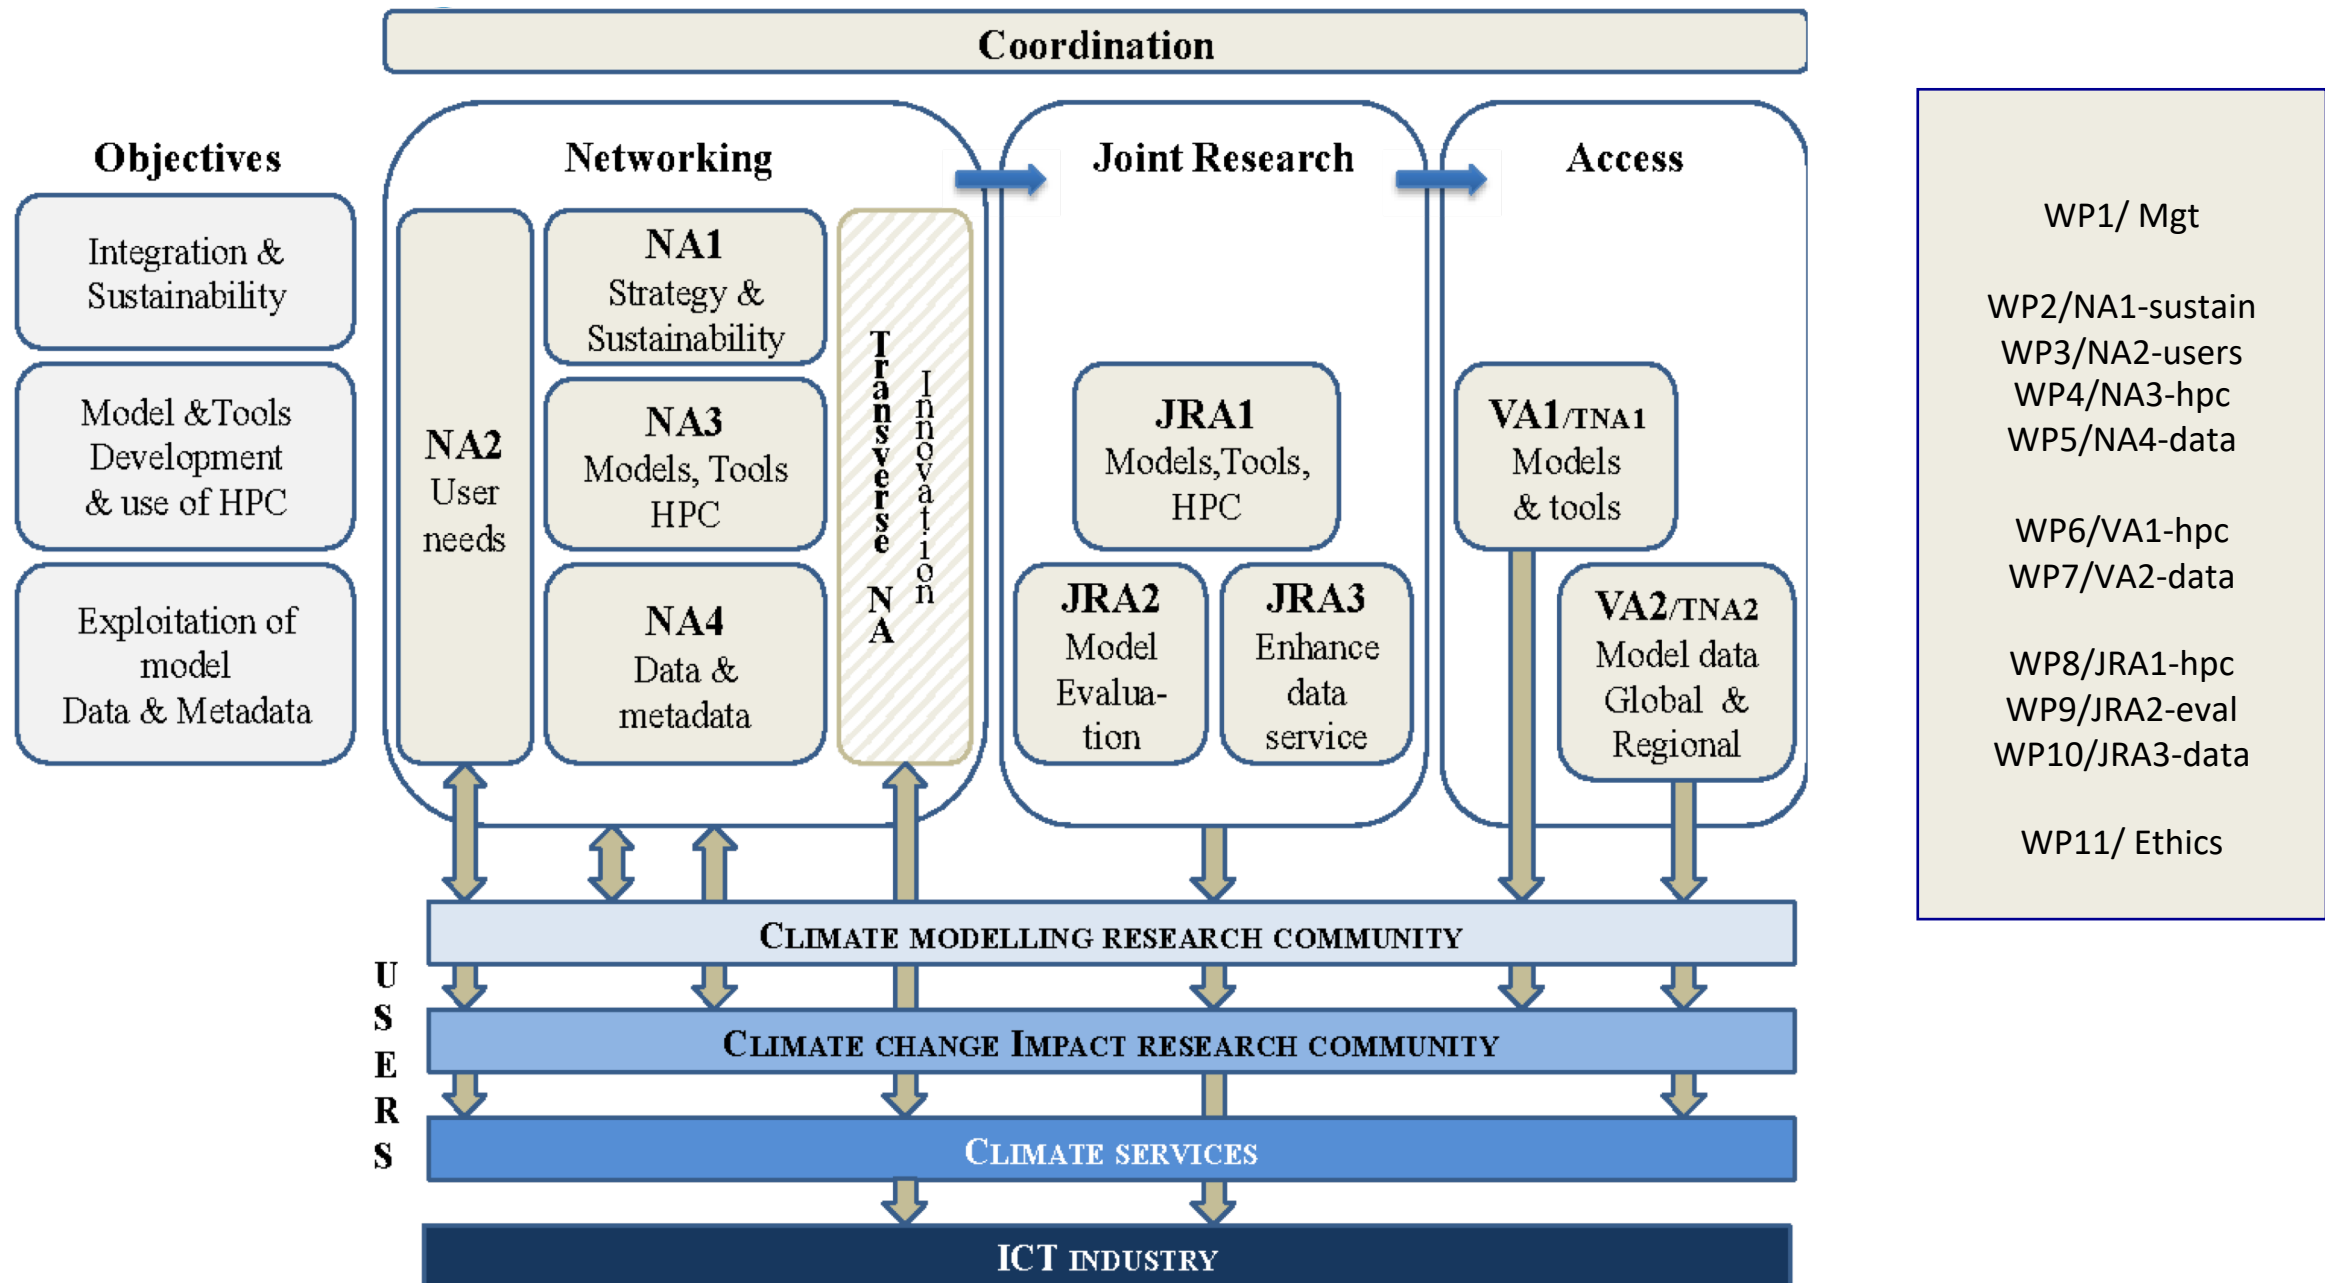 Coordination
Objectives
Integration &
Sustainability
Model &Tools
Development
& use of HPC
Exploitation of
model
Data & Metadata
Networking
NA2
User
needs
NA1
Strategy &
Sustainability
NA3
Models, Tools
HPC
NA4
Data &
metadata
Transverse NA
Innovation
Joint Research
JRA1
Models,Tools,
HPC
JRA2
Model
Evalua-
tion
JRA3
Enhance
data
service
Access
VA1/TNA1
Models
& tools
VA2/TNA2
Model data
Global &
Regional
USERS
CLIMATE MODELLING RESEARCH COMMUNITY
CLIMATE CHANGE IMPACT RESEARCH COMMUNITY
CLIMATE SERVICES
ICT INDUSTRY
WP1/ Mgt
WP2/NA1-sustain
WP3/NA2-users
WP4/NA3-hpc
WP5/NA4-data
WP6/VA1-hpc
WP7/VA2-data
WP8/JRA1-hpc
WP9/JRA2-eval
WP10/JRA3-data
WP11/ Ethics